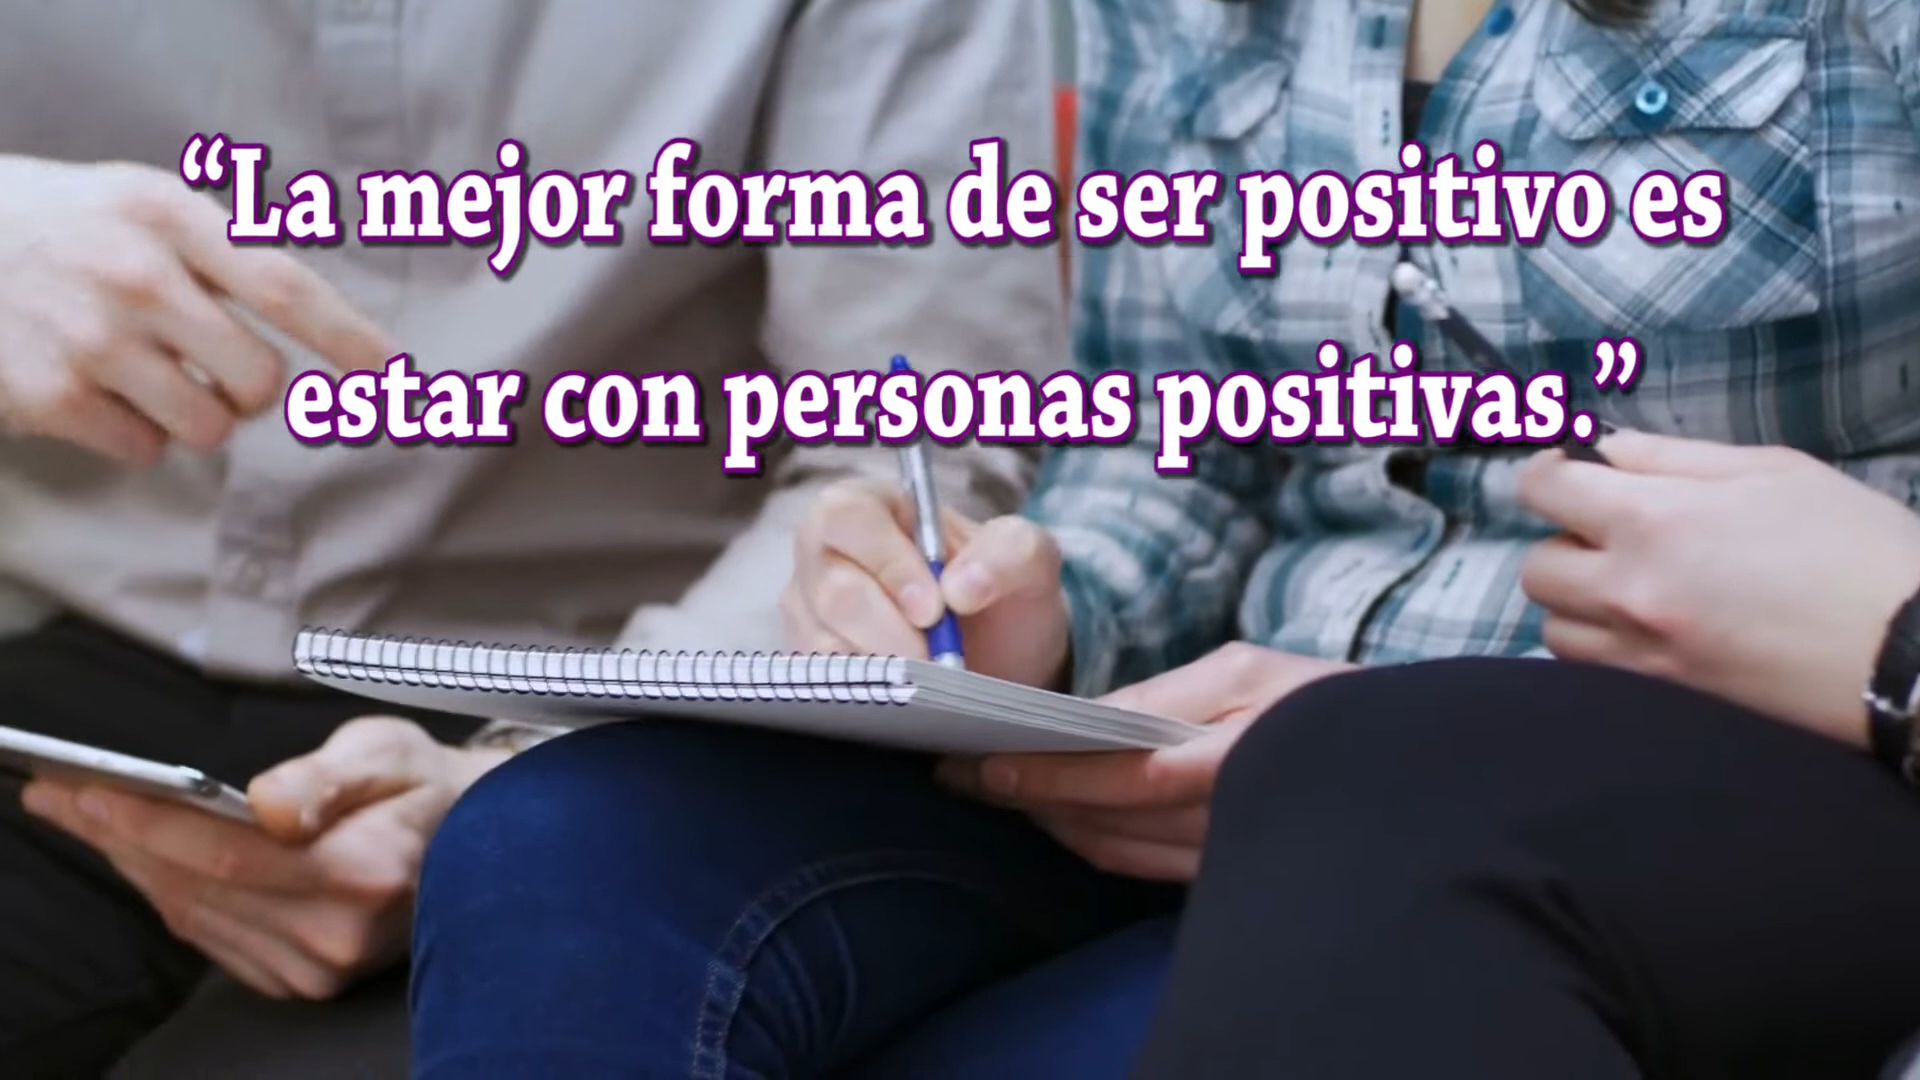 “La mejor forma de ser positivo es
estar con personas positivas.”